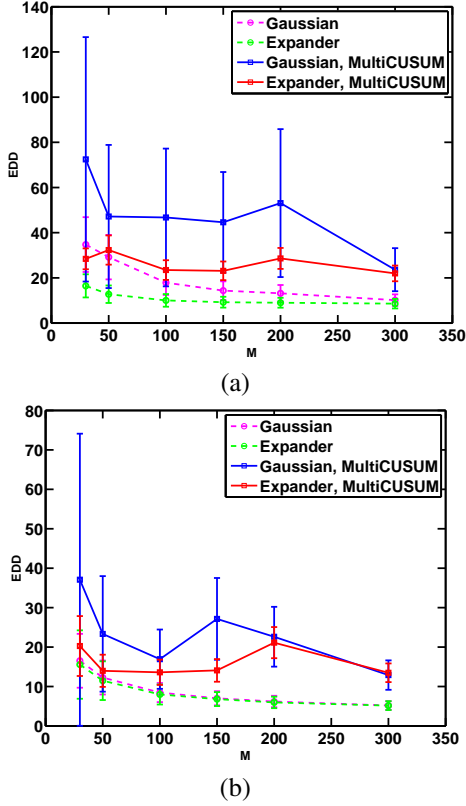 140
120
100
80
60
40
20
0
EDD
Gaussian
Expander
Gaussian, MultiCUSUM
Expander, MultiCUSUM
0 50 100 150 200 250 300 350
M
(a)
80
70
60
50
40
30
20
10
0
EDD
Gaussian
Expander
Gaussian, MultiCUSUM
Expander, MultiCUSUM
0 50 100 150 200 250 300 350
M
(b)